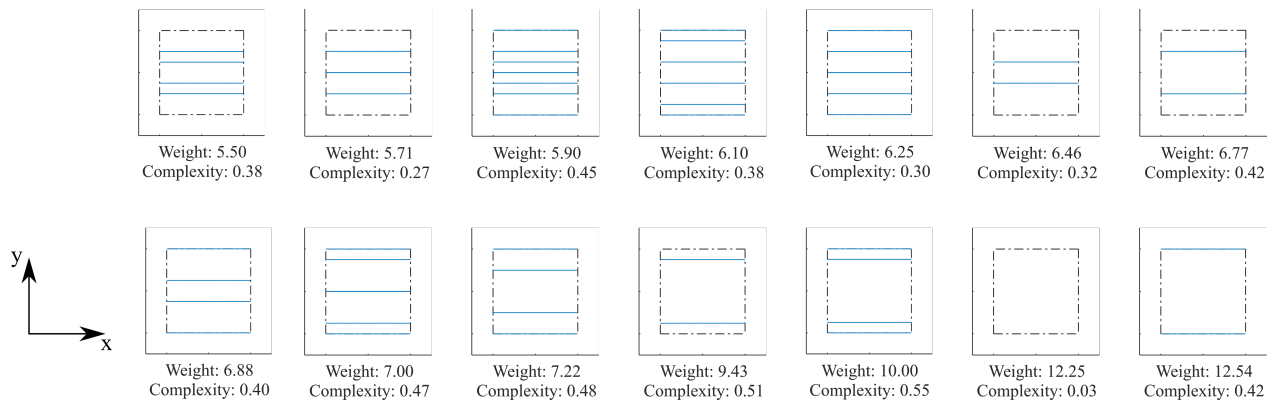 Weight: 5.50
Complexity: 0.38
Weight: 5.71
Complexity: 0.27
Weight: 5.90
Complexity: 0.45
Weight: 6.10
Complexity: 0.38
Weight: 6.25
Complexity: 0.30
Weight: 6.46
Complexity: 0.32
Weight: 6.77
Complexity: 0.42
y
x
Weight: 6.88
Complexity: 0.40
Weight: 7.00
Complexity: 0.47
Weight: 7.22
Complexity: 0.48
Weight: 9.43
Complexity: 0.51
Weight: 10.00
Complexity: 0.55
Weight: 12.25
Complexity: 0.03
Weight: 12.54
Complexity: 0.42